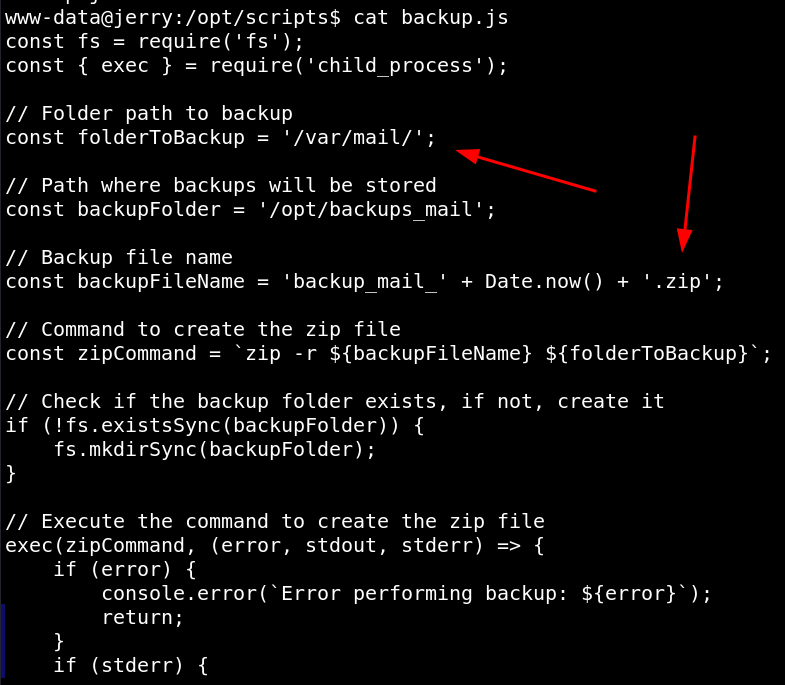 www-data@jerry:/opt/scripts$ cat backup.js
const fs = require('fs');
const { exec } = require('child_process');

// Folder path to backup
const folderToBackup = '/var/mail/';

// Path where backups will be stored
const backupFolder = '/opt/backups_mail';

// Backup file name
const backupFileName = 'backup_mail_' + Date.now() + '.zip';

// Command to create the zip file
const zipCommand = `zip -r ${backupFileName} ${folderToBackup}`;

// Check if the backup folder exists, if not, create it
if (!fs.existsSync(backupFolder)) {
    fs.mkdirSync(backupFolder);
}

// Execute the command to create the zip file
exec(zipCommand, (error, stdout, stderr) => {
    if (error) {
        console.error(`Error performing backup: ${error}`);
        return;
    }
    if (stderr) {